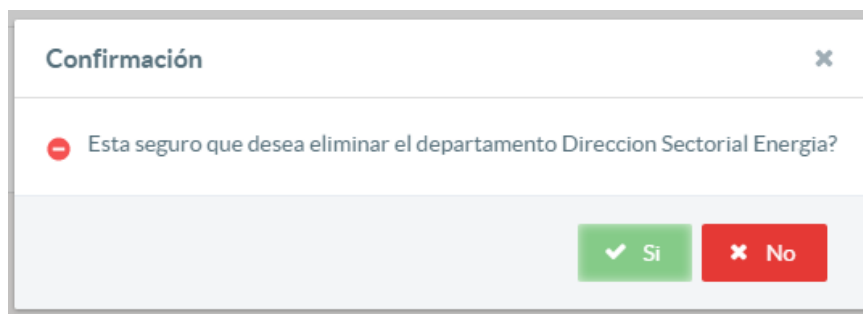 Confirmación
Esta seguro que desea eliminar el departamento Direccion Sectorial Energia?
Si
No